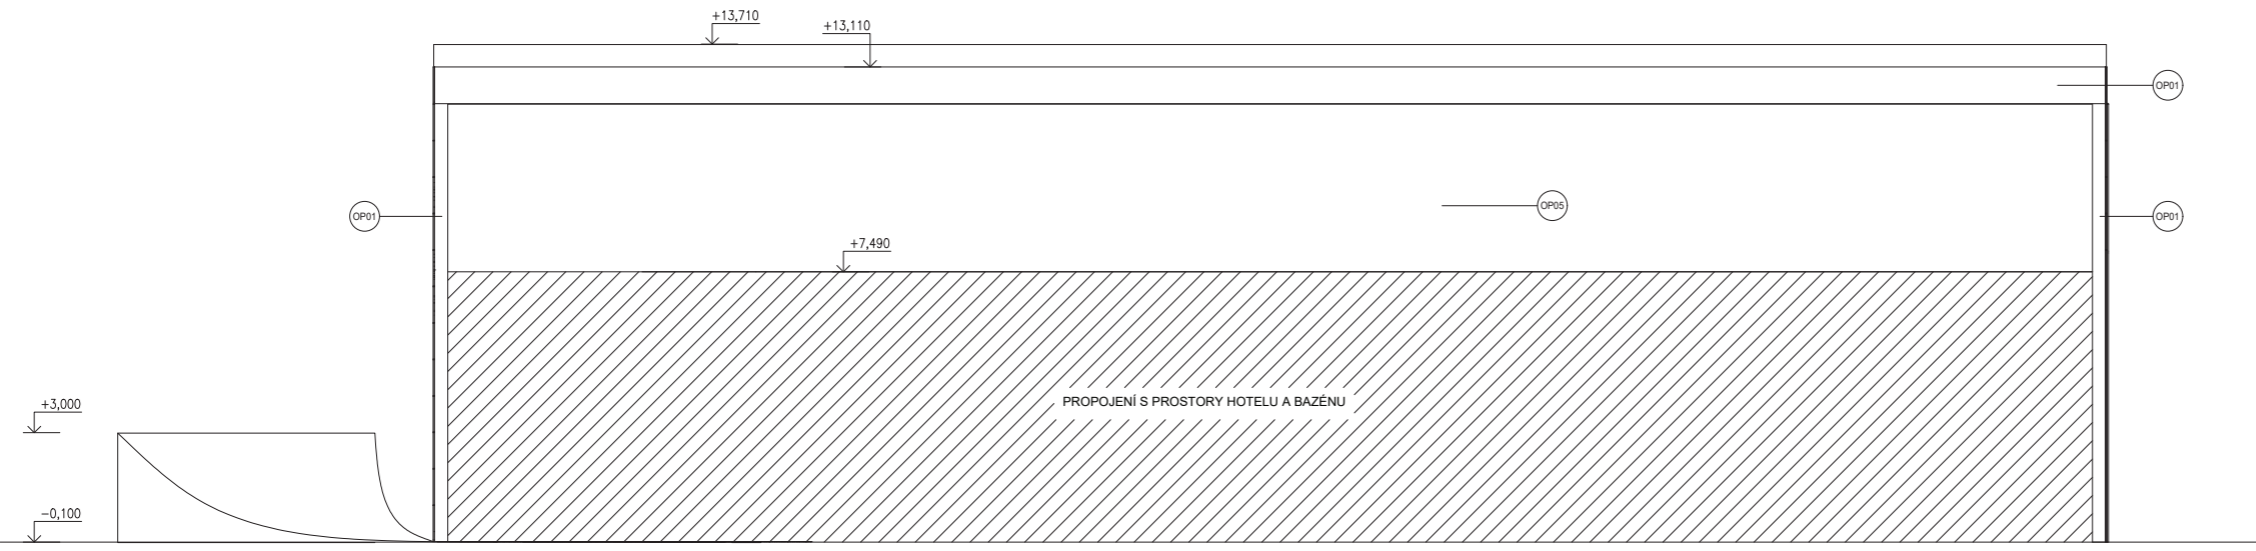 +13,710
+13,110
OP01
OP05
OP01
OP01
+7,490
PROPOJENÍ S PROSTORY HOTELU A BAZÉNU
+3,000
-0,100